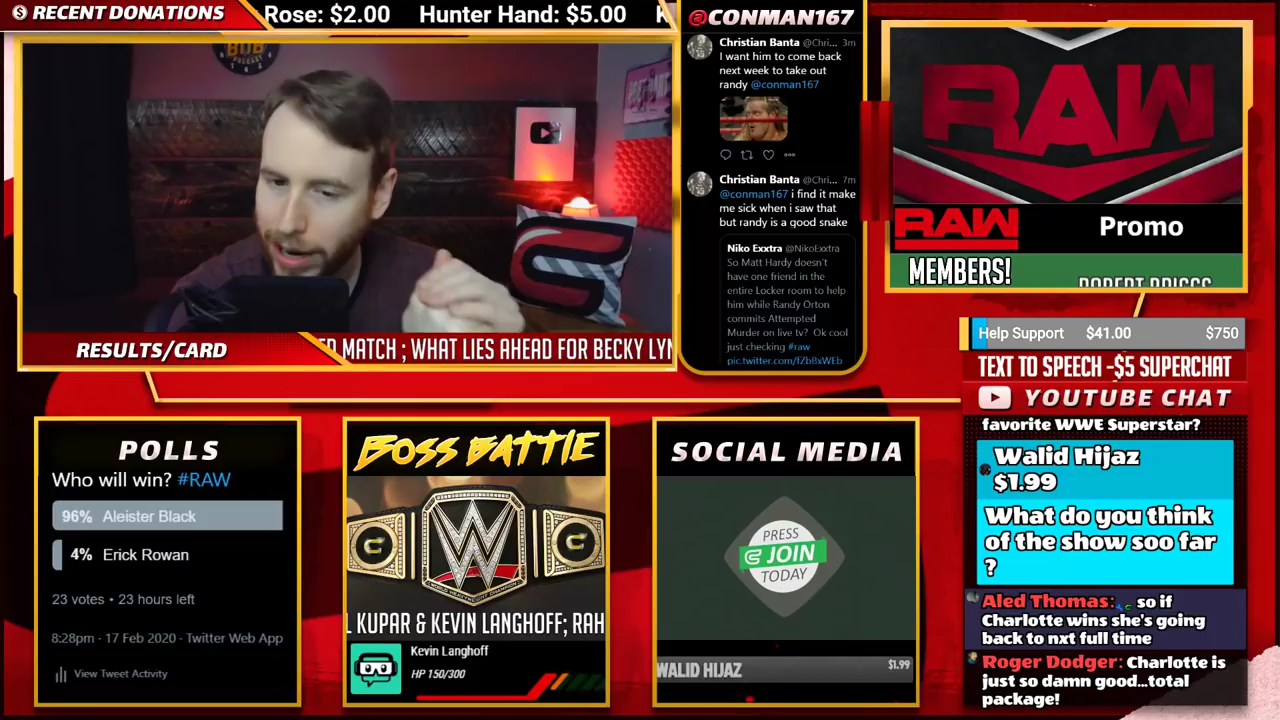 RECENT DONATIONS
Rose: $2.00 Hunter Hand: $5.00
@CONMAN167
Christian Banta @Chri... 3m
I want him to come back
next week to take out
randy @conman167
Christian Banta @Chri... 7m
@conman167 i find it make
me sick when i saw that
but randy is a good snake
Niko Exxtra @NikoExxtra
So Matt Hardy doesn't
have one friend in the
entire Locker room to help
him while Randy Orton
commits Attempted
Murder on live tv? Ok cool
just checking #raw
pic.twitter.com/fZbBxWEb
RAW
RAW
Promo
MEMBERS!
ROBERT BRIGGS
Help Support $41.00 $750
TEXT TO SPEECH -$5 SUPERCHAT
YOUTUBE CHAT
favorite WWE Superstar?
Walid Hijaz
$1.99
What do you think
of the show soo far
?
Aled Thomas: so if
Charlotte wins she's going
back to nxt full time
Roger Dodger: Charlotte is
just so damn good...total
package!
RESULTS/CARD
ED MATCH ; WHAT LIES AHEAD FOR BECKY LYN
POLLS
Who will win? #RAW
96% Aleister Black
4% Erick Rowan
23 votes · 23 hours left
8:28pm · 17 Feb 2020 · Twitter Web App
View Tweet Activity
BOSS BATTLE
L KUPAR & KEVIN LANGHOFF; RAH
Kevin Langhoff
HP 150/300
SOCIAL MEDIA
PRESS
JOIN
TODAY
WALID HIJAZ $1.99